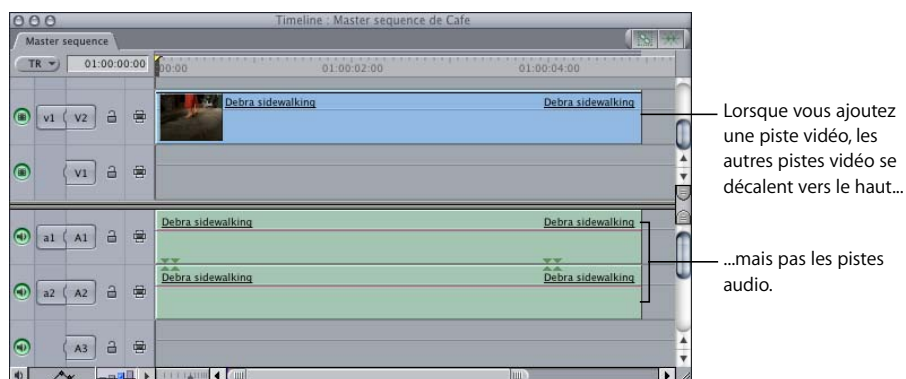 Timeline : Master sequence de Cafe
Master sequence
TR 01:00:00:00 00:00 01:00:02:00 01:00:04:00
v1 V2 Debra sidewalking Debra sidewalking
V1
a1 A1 Debra sidewalking Debra sidewalking
a2 A2 Debra sidewalking Debra sidewalking
A3
Lorsque vous ajoutez
une piste vidéo, les
autres pistes vidéo se
décalent vers le haut...
...mais pas les pistes
audio.